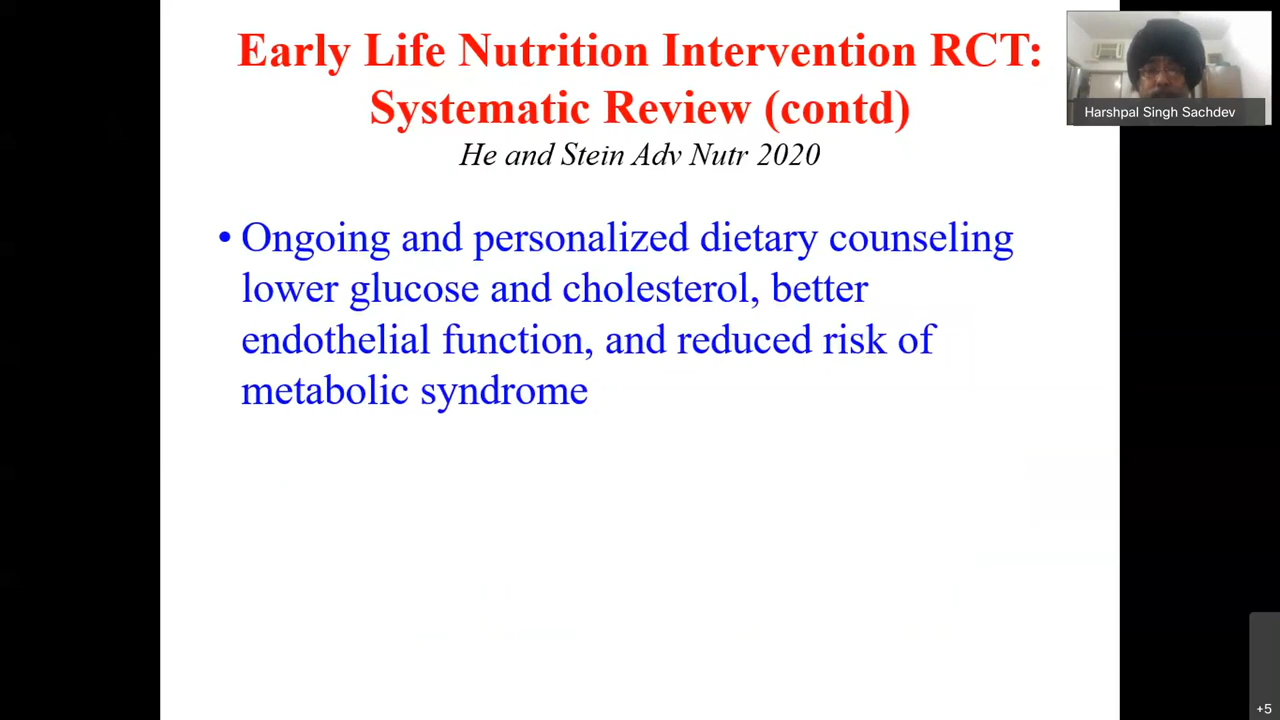 Early Life Nutrition Intervention RCT:
Systematic Review (contd)
He and Stein Adv Nutr 2020
• Ongoing and personalized dietary counseling
lower glucose and cholesterol, better
endothelial function, and reduced risk of
metabolic syndrome
Harshpal Singh Sachdev
+5